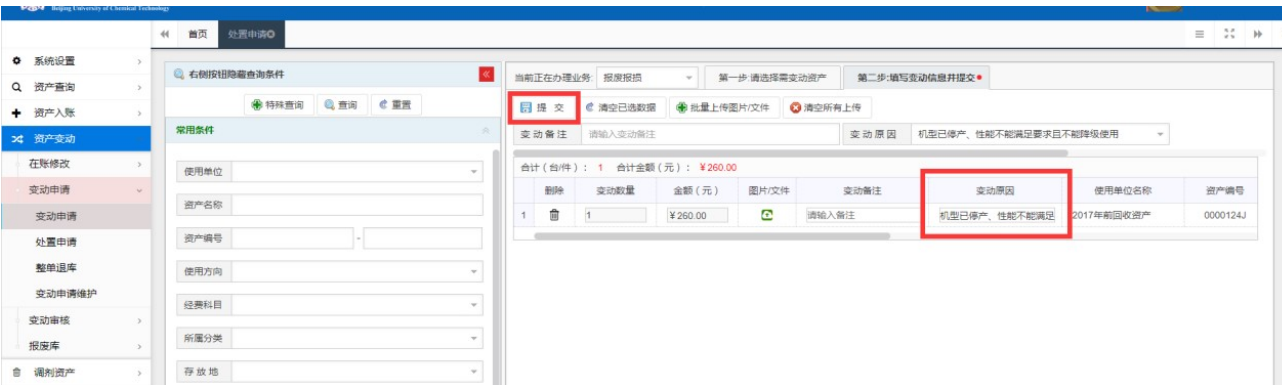 Beijing University of Chemical Technology
首页
处置申请
系统设置
资产查询
资产入账
资产变动
在账修改
变动申请
变动申请
处置申请
整单退库
变动申请维护
变动审核
报废库
调剂资产
右侧按钮隐藏查询条件
特殊查询 查询 重置
常用条件
使用单位
资产名称
资产编号 -
使用方向
经费科目
所属分类
存放地
当前正在办理业务: 报废报损 第一步:请选择需变动资产 第二步:填写变动信息并提交
提 交 清空已选数据 批量上传图片/文件 清空所有上传
变动备注 请输入变动备注 变动原因 机型已停产、性能不能满足要求且不能降级使用
合计(台/件): 1 合计金额(元): ¥260.00
删除 变动数量 金额(元) 图片/文件 变动备注 变动原因 使用单位名称 资产编号
1 1 ¥260.00 请输入备注 机型已停产、性能不能满足 2017年前回收资产 0000124J